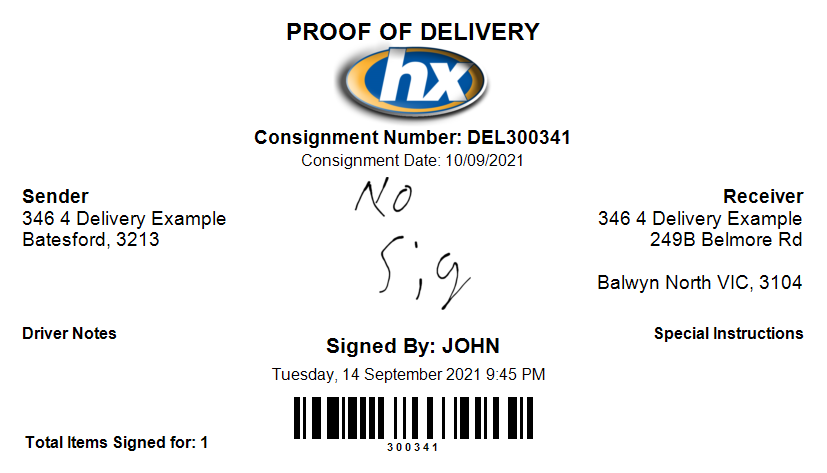 PROOF OF DELIVERY
hx
Consignment Number: DEL300341
Consignment Date: 10/09/2021
Sender
346 4 Delivery Example
Batesford, 3213
No
Sig
Receiver
346 4 Delivery Example
249B Belmore Rd
Balwyn North VIC, 3104
Driver Notes
Special Instructions
Signed By: JOHN
Tuesday, 14 September 2021 9:45 PM
300341
Total Items Signed for: 1